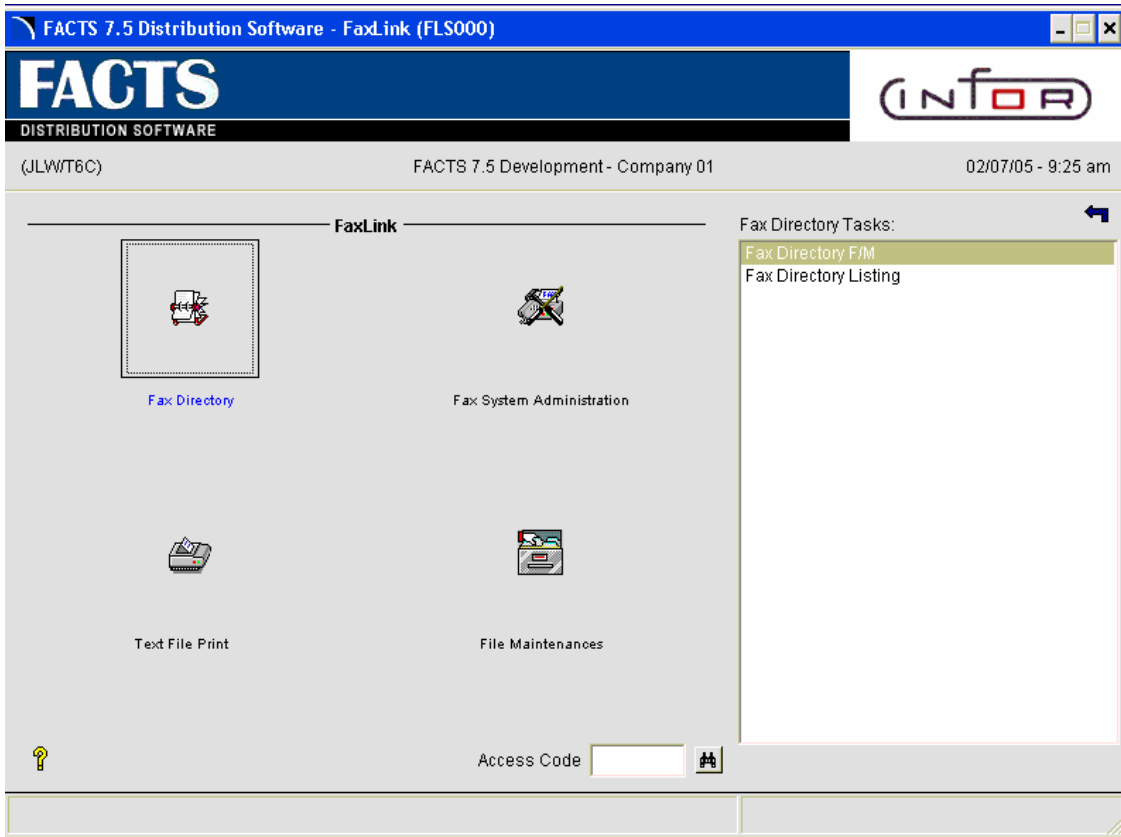 FACTS 7.5 Distribution Software - FaxLink (FLS000)
FACTS
DISTRIBUTION SOFTWARE
INFOR
(JLW/T6C) FACTS 7.5 Development - Company 01 02/07/05 - 9:25 am
FaxLink
Fax Directory Tasks:
Fax Directory F/M
Fax Directory Listing
Fax Directory Fax System Administration
Text File Print File Maintenances
Access Code